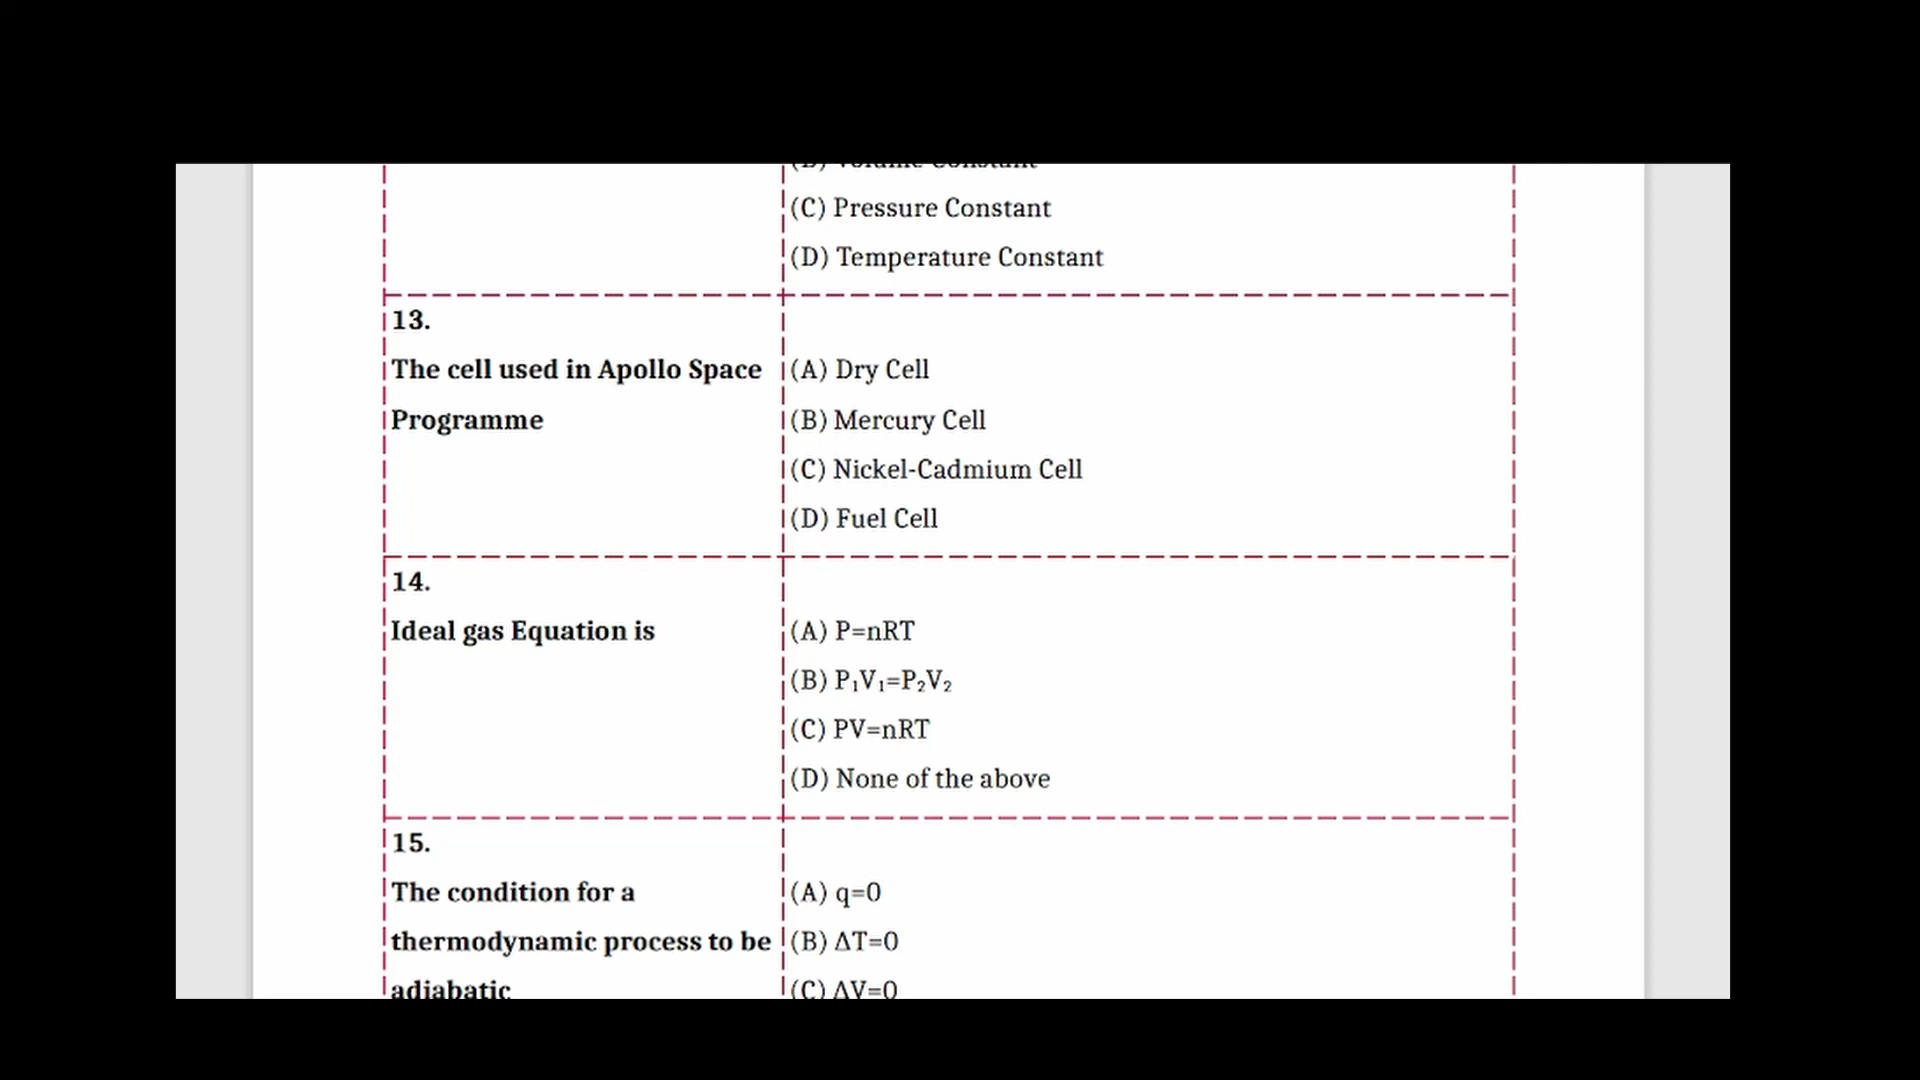 (B) Volume Constant
(C) Pressure Constant
(D) Temperature Constant
13.
The cell used in Apollo Space
Programme
(A) Dry Cell
(B) Mercury Cell
(C) Nickel-Cadmium Cell
(D) Fuel Cell
14.
Ideal gas Equation is
(A) P=nRT
(B) P₁V₁=P₂V₂
(C) PV=nRT
(D) None of the above
15.
The condition for a
thermodynamic process to be
adiabatic
(A) q=0
(B) ΔT=0
(C) ΔV=0